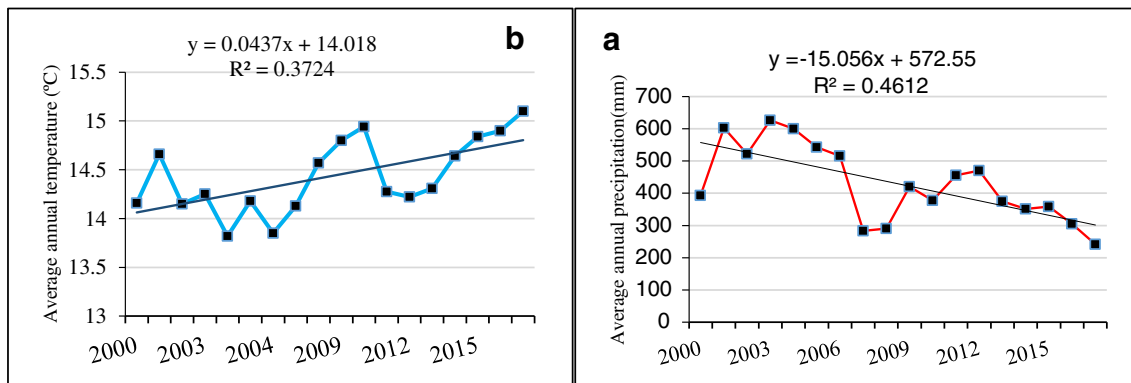 b
y = 0.0437x + 14.018
R² = 0.3724
Average annual temperature (ºC)
15.5
15
14.5
14
13.5
13
2000 2003 2004 2009 2012 2015
a
y =-15.056x + 572.55
R² = 0.4612
Average annual precipitation(mm)
700
600
500
400
300
200
100
0
2000 2003 2006 2009 2012 2015